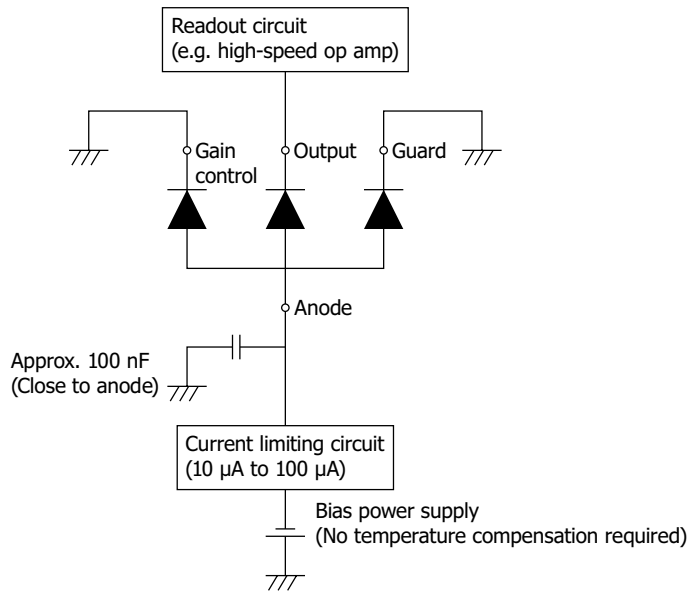 Readout circuit
(e.g. high-speed op amp)
Gain
control
Output
Guard
Anode
Approx. 100 nF
(Close to anode)
Current limiting circuit
(10 μA to 100 μA)
Bias power supply
(No temperature compensation required)